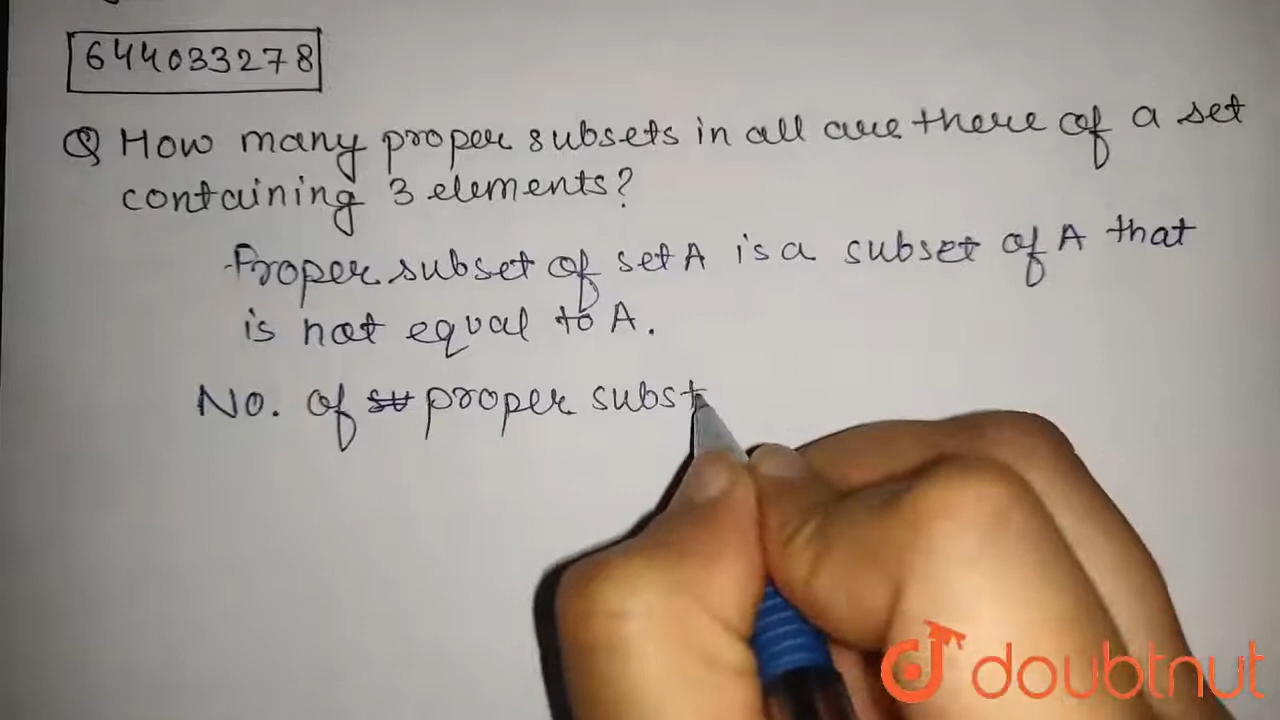 644033278
Q How many proper subsets in all are there of a set
containing 3 elements?
Proper subset of set A is a subset of A that
is not equal to A.
No. of proper subst
doubtnut